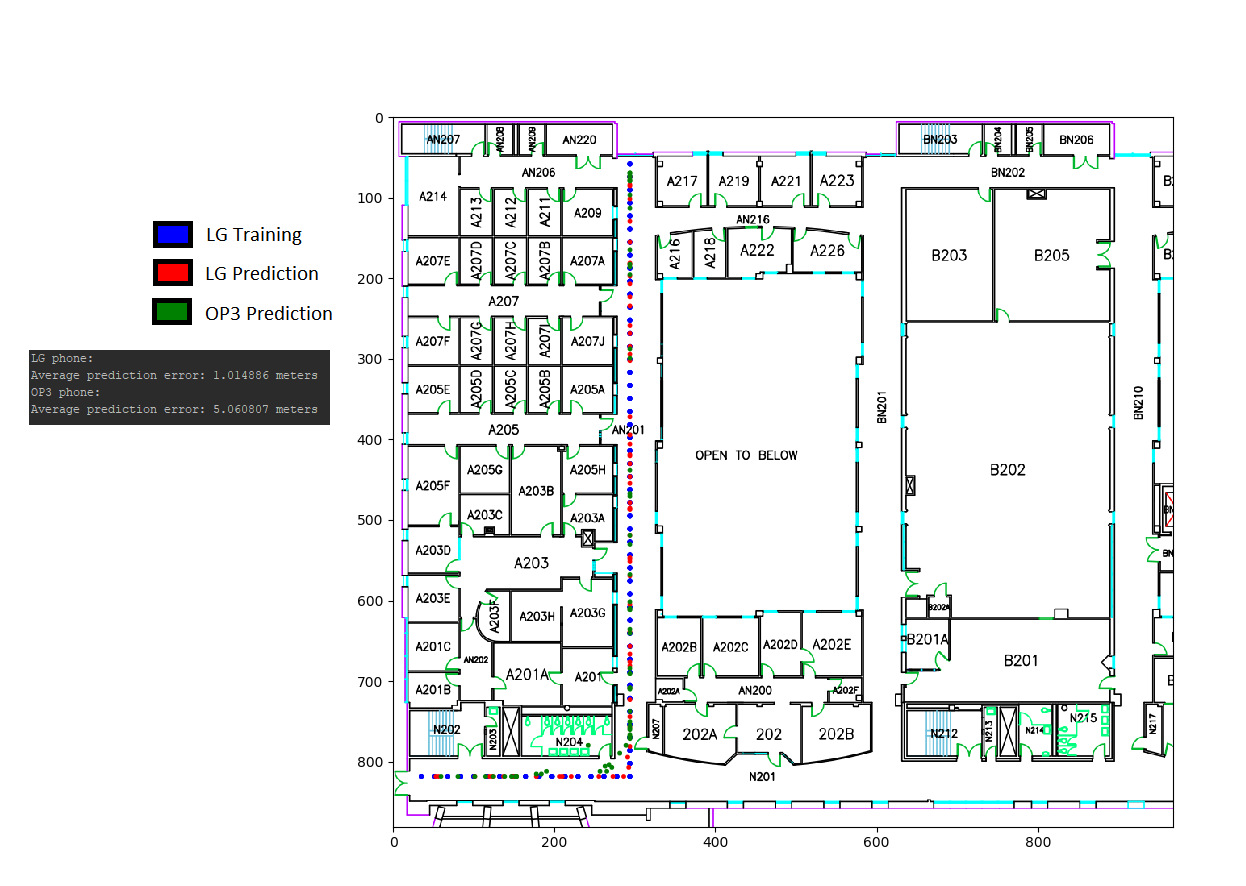 LG Training
LG Prediction
OP3 Prediction
LG phone:
Average prediction error: 1.014886 meters
OP3 phone:
Average prediction error: 5.060807 meters
0
100
200
300
400
500
600
700
800
0 200 400 600 800
AN207 AN208 AN209 AN220
BN203 BN204 BN205 BN206
AN206
BN202
A214
A213 A212 A211 A209
A217 A219 A221 A223
AN216
A207E A207D A207C A207B A207A
A216 A218 A222 A226
B203 B205
A207
A207F A207G A207H A207I A207J
A205E A205D A205C A205B A205A
A205
AN201
BN201
BN210
OPEN TO BELOW
B202
A205F A205G A203B A205H
A203C A203A
A203D
A203
A203E A203F A203H A203G
B202A
A201C
AN202
A201B A201A A201
A202B A202C A202D A202E
B201A
B201
A202A AN200 A202F
N202 N203 N204
N207 202A 202 202B
N201
N212 N213 N214 N215 N217